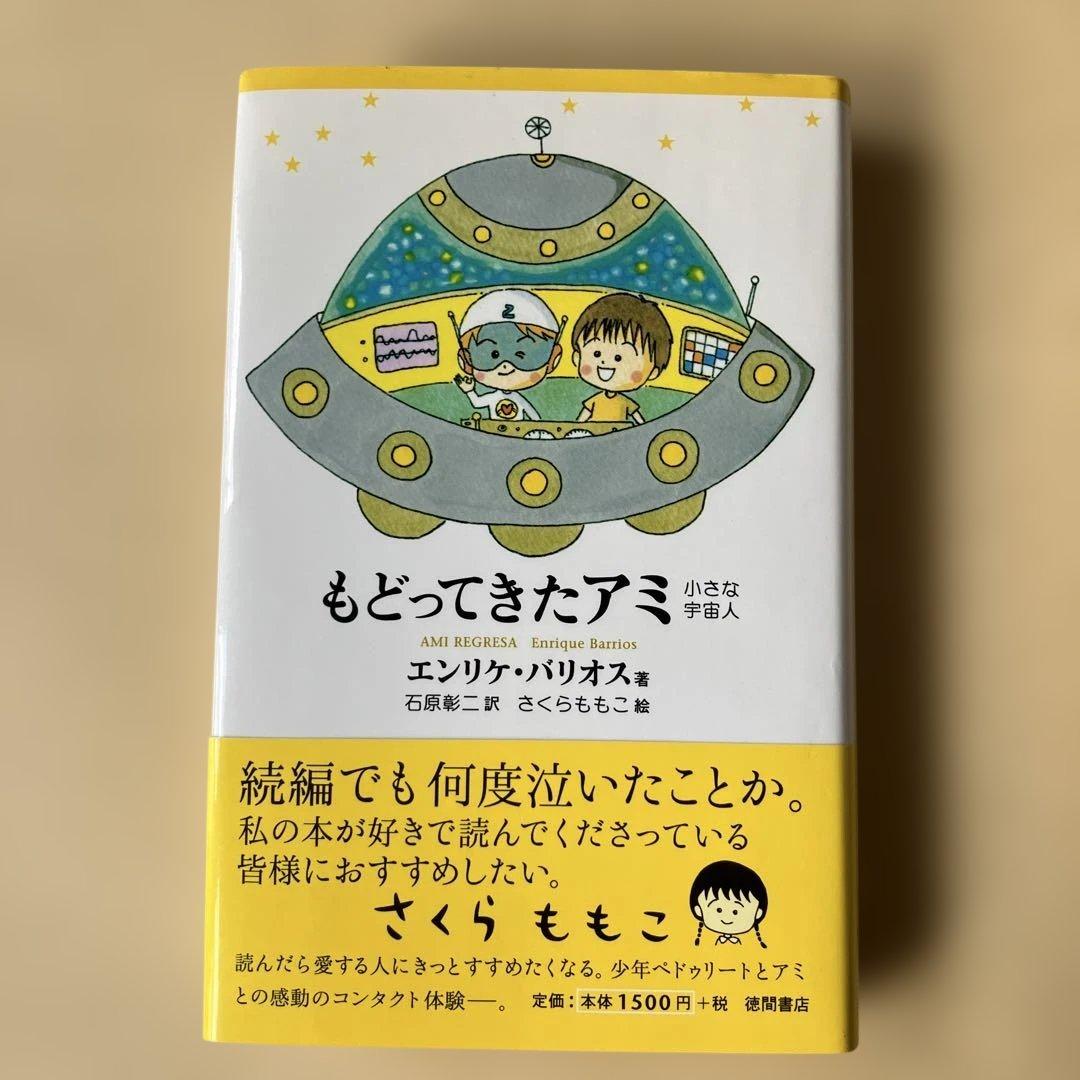 2
もどってきたアミ 小さな
宇宙人
AMI REGRESA Enrique Barrios
エンリケ・バリオス 著
石原彰二 訳 さくらももこ 絵
続編でも何度泣いたことか。
私の本が好きで読んでくださっている
皆様におすすめしたい。
さくら ももこ
読んだら愛する人にきっとすすめたくなる。少年ペドゥリートとアミ
との感動のコンタクト体験―。 定価：本体1500円+税 徳間書店